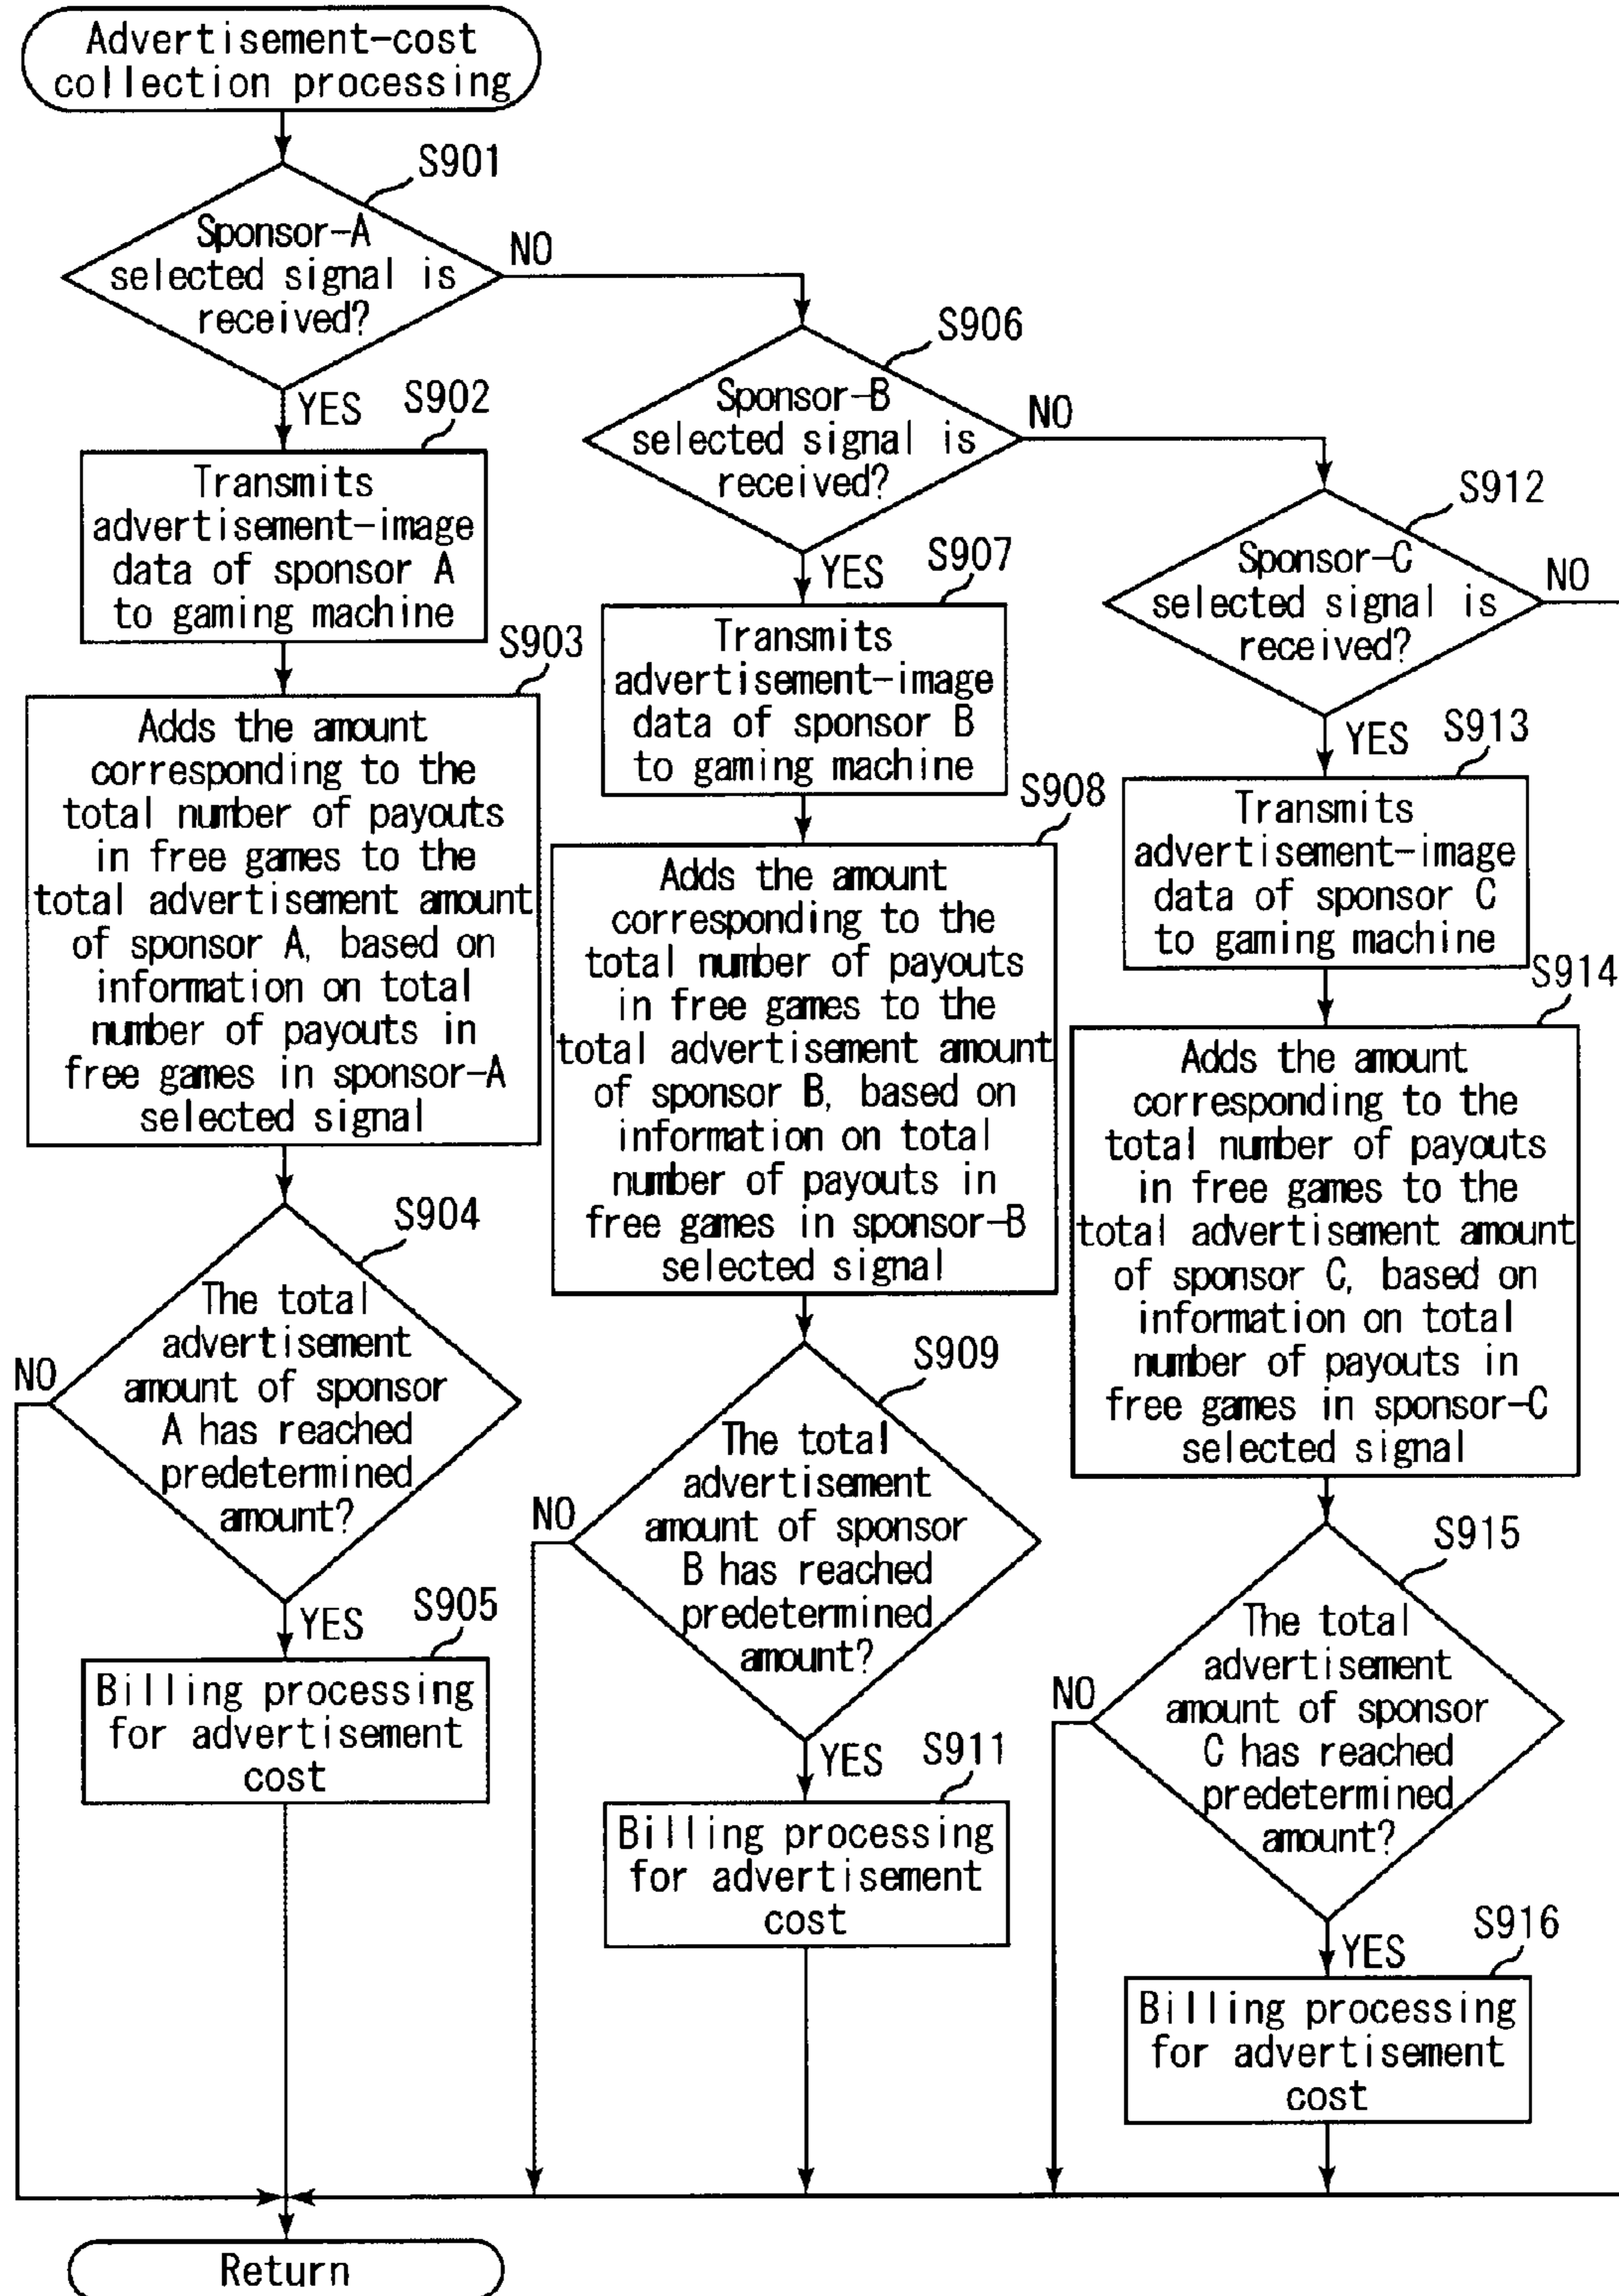 Advertisement-cost
collection processing
S901
Sponsor-A
selected signal is
received?
NO
YES
S902
Transmits
advertisement-image
data of sponsor A
to gaming machine
S903
Adds the amount
corresponding to the
total number of payouts
in free games to the
total advertisement amount
of sponsor A, based on
information on total
number of payouts in
free games in sponsor-A
selected signal
S904
The total
advertisement
amount of sponsor
A has reached
predetermined
amount?
NO
YES
S905
Billing processing
for advertisement
cost
S906
Sponsor-B
selected signal is
received?
NO
YES
S907
Transmits
advertisement-image
data of sponsor B
to gaming machine
S908
Adds the amount
corresponding to the
total number of payouts
in free games to the
total advertisement amount
of sponsor B, based on
information on total
number of payouts in
free games in sponsor-B
selected signal
S909
The total
advertisement
amount of sponsor
B has reached
predetermined
amount?
NO
YES
S911
Billing processing
for advertisement
cost
S912
Sponsor-C
selected signal is
received?
NO
YES
S913
Transmits
advertisement-image
data of sponsor C
to gaming machine
S914
Adds the amount
corresponding to the
total number of payouts
in free games to the
total advertisement amount
of sponsor C, based on
information on total
number of payouts in
free games in sponsor-C
selected signal
S915
The total
advertisement
amount of sponsor
C has reached
predetermined
amount?
NO
YES
S916
Billing processing
for advertisement
cost
Return